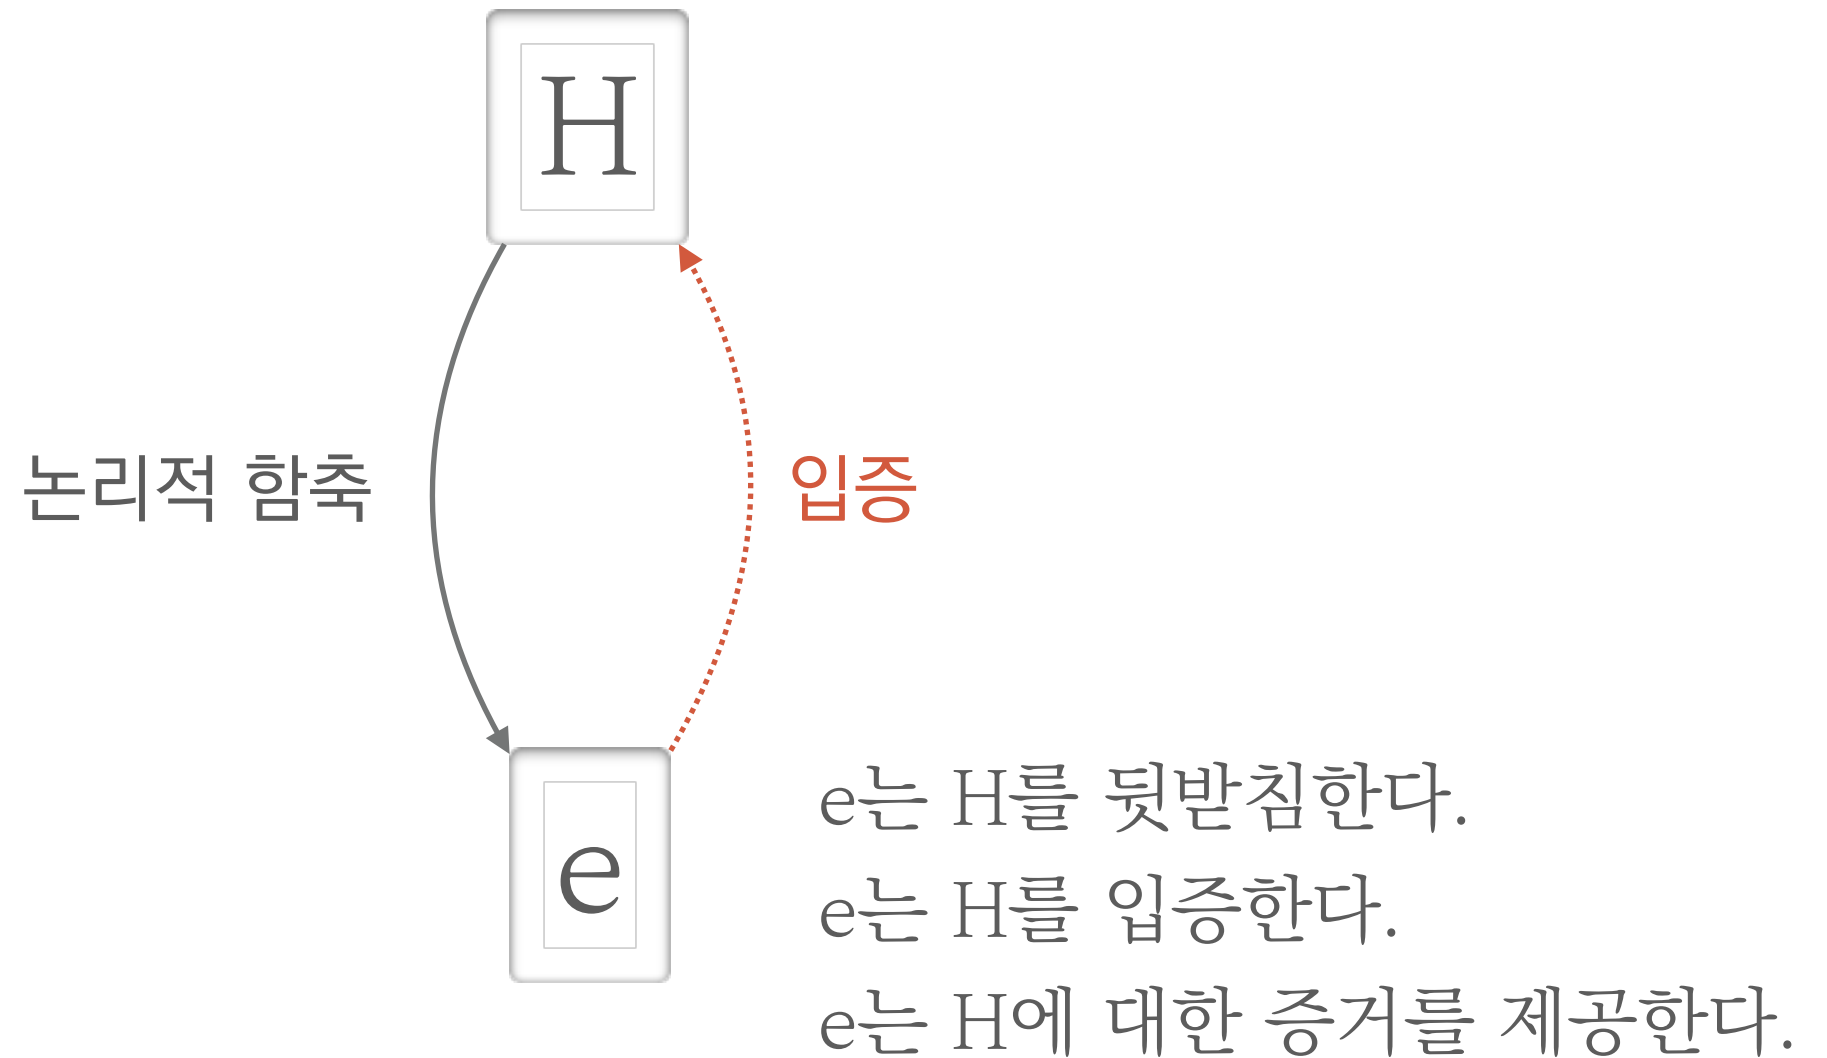 H
논리적 함축
입증
e
e는 H를 뒷받침한다.
e는 H를 입증한다.
e는 H에 대한 증거를 제공한다.